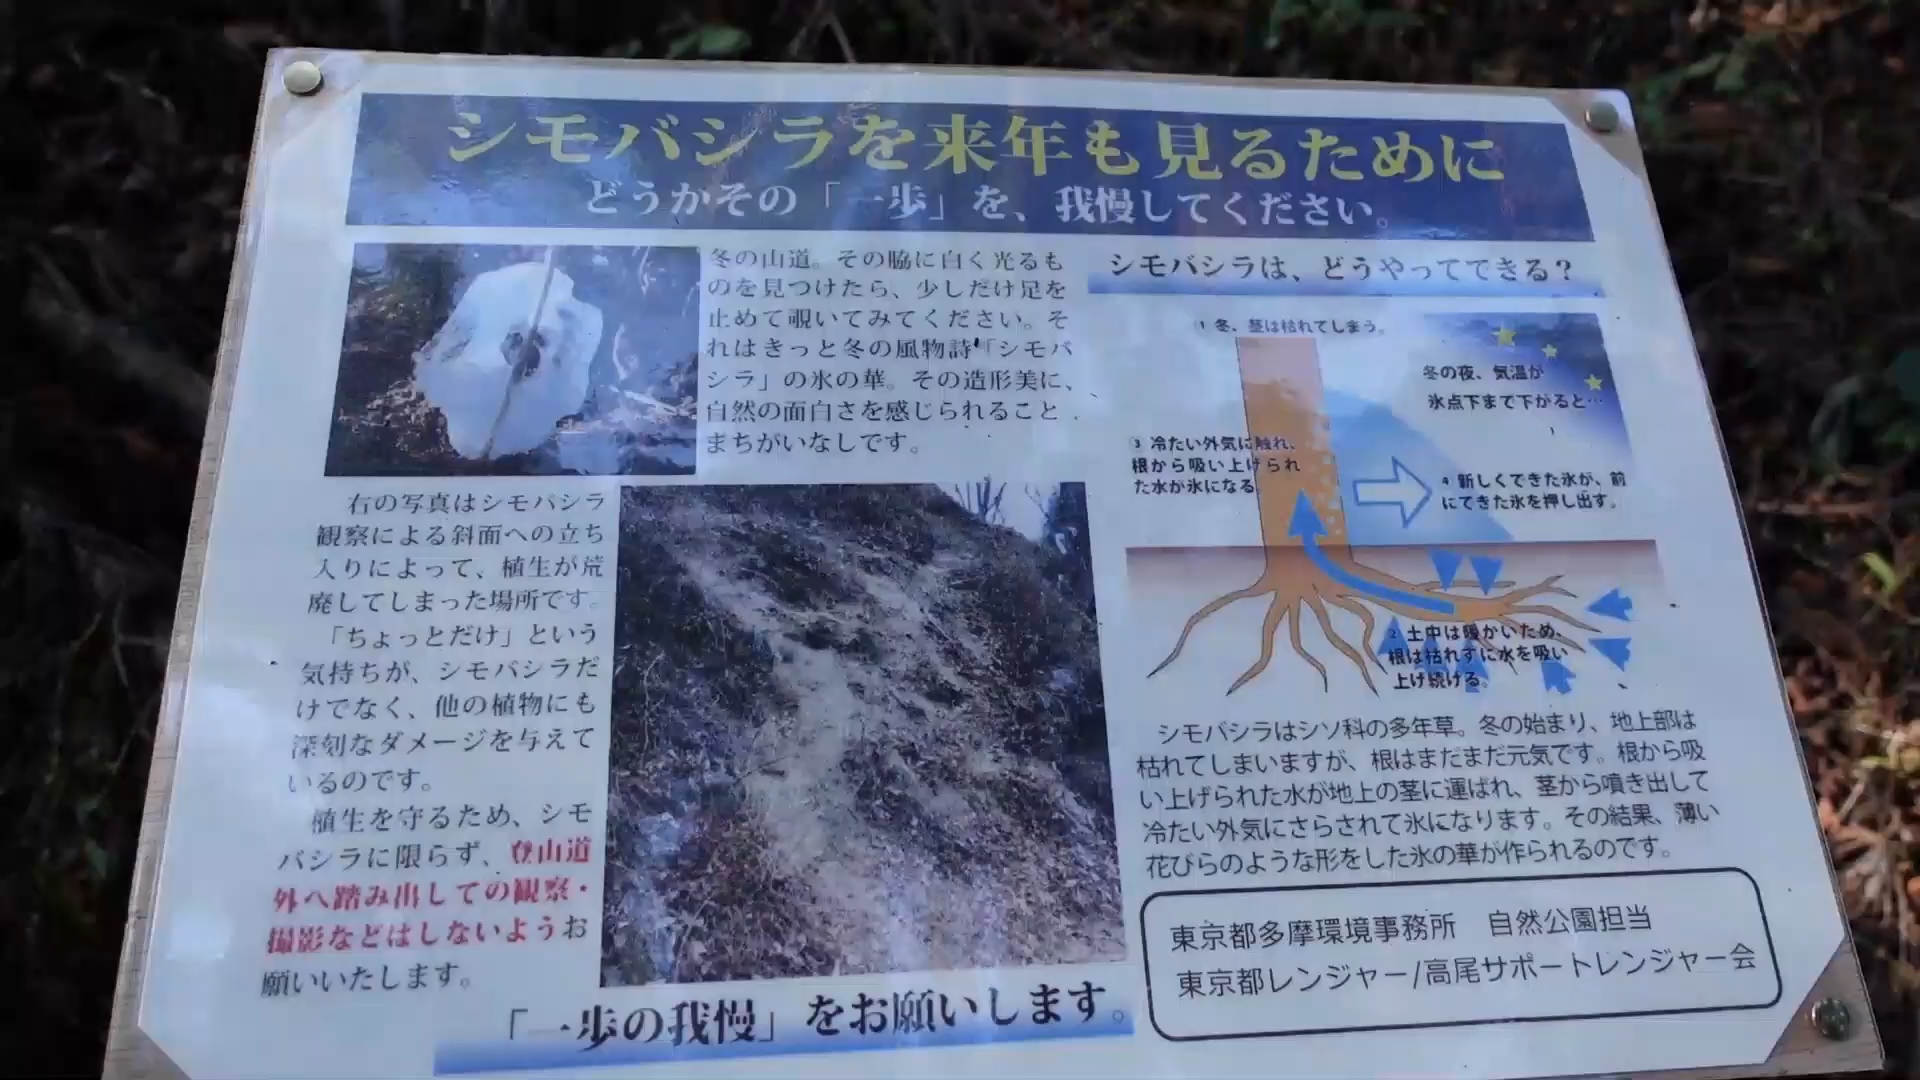 シモバシラを来年も見るために
どうかその「一歩」を、我慢してください。
冬の山道。その脇に白く光るも
のを見つけたら、少しだけ足を
止めて覗いてみてください。そ
れはきっと冬の風物詩「シモバ
シラ」の氷の華。その造形美に、
自然の面白さを感じられること
まちがいなしです。
右の写真はシモバシラ
観察による斜面への立ち
入りによって、植生が荒
廃してしまった場所です。
「ちょっとだけ」という
気持ちが、シモバシラだ
けでなく、他の植物にも
深刻なダメージを与えて
いるのです。
植生を守るため、シモ
バシラに限らず、登山道
外へ踏み出しての観察・
撮影などはしないようお
願いいたします。
「一歩の我慢」をお願いします。
シモバシラは、どうやってできる？
① 冬、茎は枯れてしまう。
冬の夜、気温が
氷点下まで下がると…
③ 冷たい外気に触れ、
根から吸い上げられ
た水が氷になる。
④ 新しくできた氷が、前
にできた氷を押し出す。
② 土中は暖かいため、
根は枯れずに水を吸い
上げ続ける。
シモバシラはシソ科の多年草。冬の始まり、地上部は
枯れてしまいますが、根はまだまだ元気です。根から吸
い上げられた水が地上の茎に運ばれ、茎から噴き出して
冷たい外気にさらされて氷になります。その結果、薄い
花びらのような形をした氷の華が作られるのです。
東京都多摩環境事務所　自然公園担当
東京都レンジャー/高尾サポートレンジャー会